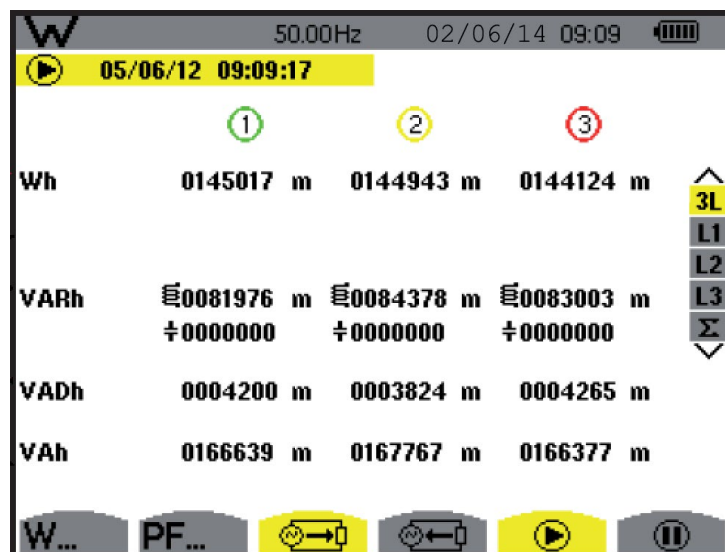 W 50.00Hz 02/06/14 09:09
05/06/12 09:09:17
1 2 3
Wh 0145017 m 0144943 m 0144124 m
3L
L1
L2
VARh 0081976 m 0084378 m 0083003 m
L3
0000000 0000000 0000000
Σ
VADh 0004200 m 0003824 m 0004265 m
VAh 0166639 m 0167767 m 0166377 m
W... PF...